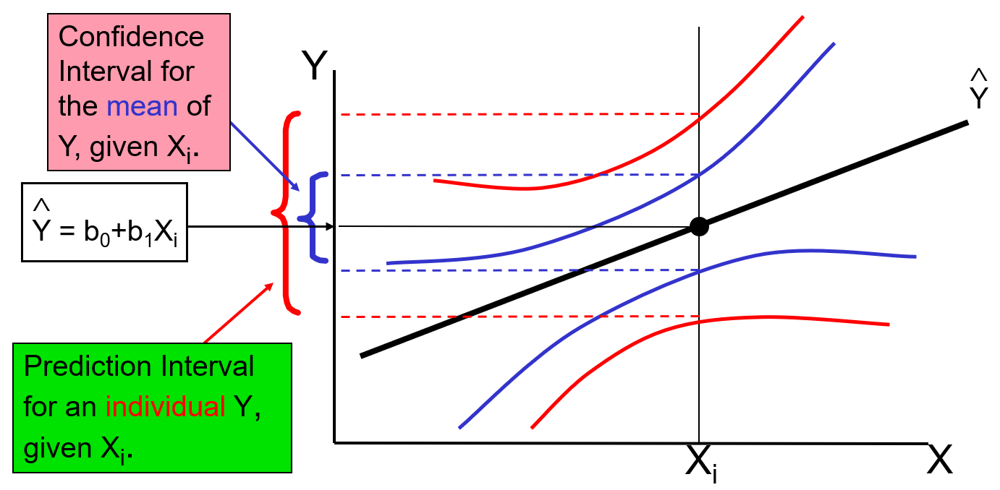 Confidence
Interval for
the mean of
Y, given Xᵢ.
Ŷ = b₀+b₁Xᵢ
Prediction Interval
for an individual Y,
given Xᵢ.
Y
Ŷ
Xᵢ
X